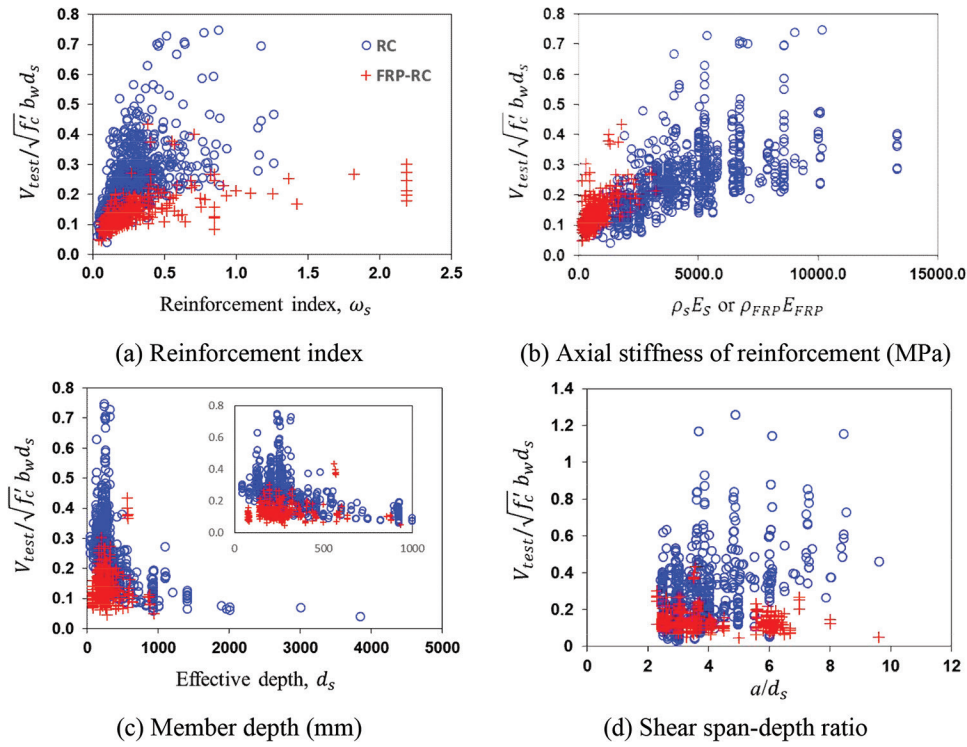 0.8
0.7
0.6
0.5
0.4
0.3
0.2
0.1
0.0
V_test/√f′_c b_w d_s
RC
FRP-RC
0.0 0.5 1.0 1.5 2.0 2.5
Reinforcement index, ω_s
(a) Reinforcement index
0.8
0.7
0.6
0.5
0.4
0.3
0.2
0.1
0.0
V_test/√f′_c b_w d_s
0.0 5000.0 10000.0 15000.0
ρ_sE_S or ρ_FRPE_FRP
(b) Axial stiffness of reinforcement (MPa)
0.8
0.7
0.6
0.5
0.4
0.3
0.2
0.1
0.0
V_test/√f′_c b_w d_s
0.8
0.6
0.4
0.2
0.0
0 500 1000
0 1000 2000 3000 4000 5000
Effective depth, d_s
(c) Member depth (mm)
1.4
1.2
1
0.8
0.6
0.4
0.2
0
V_test/√f′_c b_w d_s
0 2 4 6 8 10 12
a/d_s
(d) Shear span-depth ratio